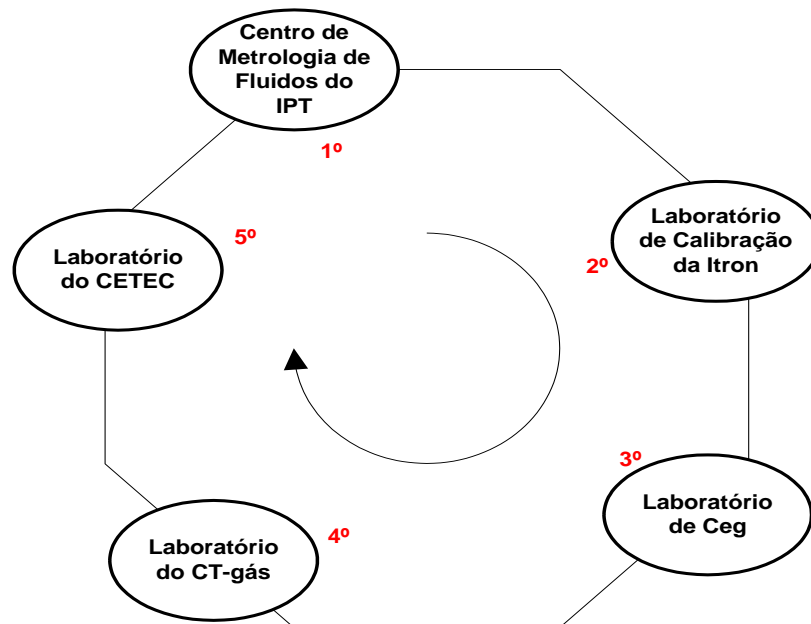 Centro de
Metrologia de
Fluidos do
IPT
1º
Laboratório
de Calibração
da Itron
2º
3º
Laboratório
de Ceg
4º
Laboratório
do CT-gás
5º
Laboratório
do CETEC